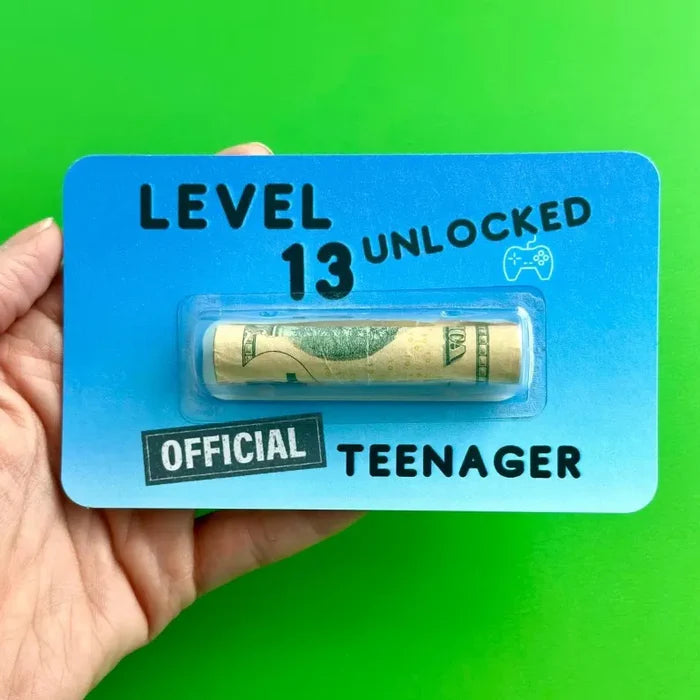 LEVEL
13 UNLOCKED
OFFICIAL TEENAGER